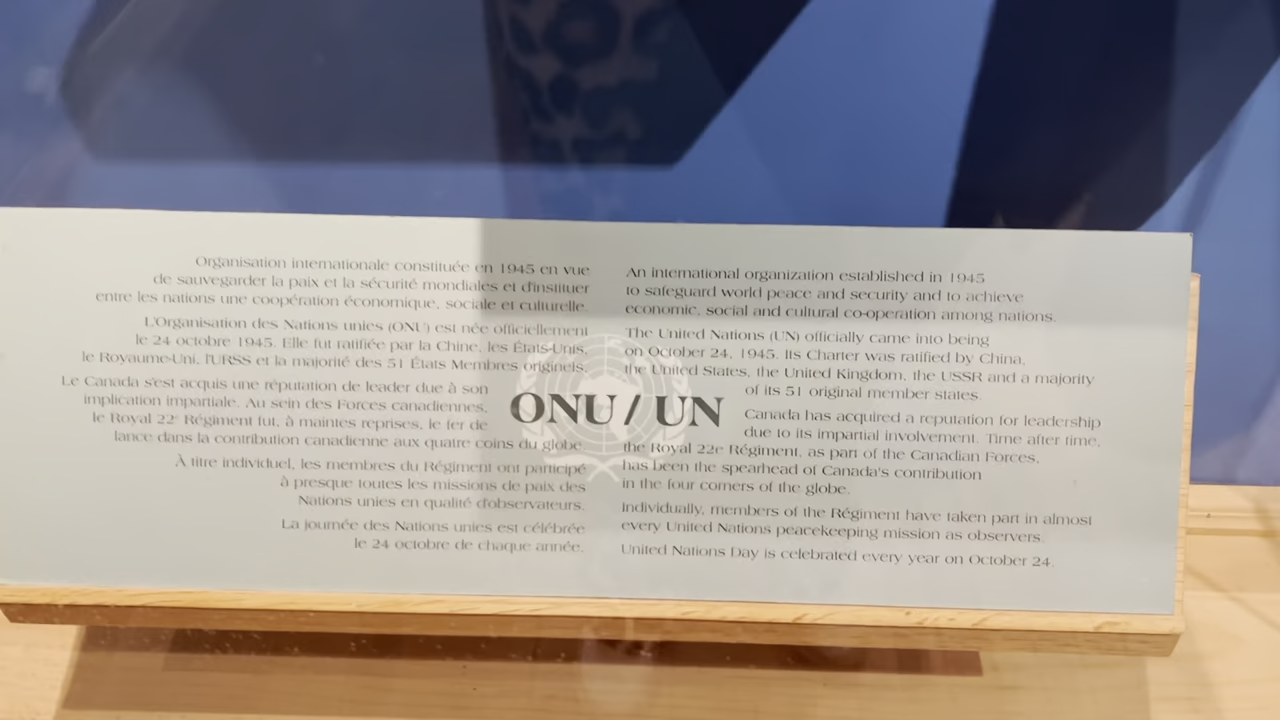 Organisation internationale constituée en 1945 en vue
de sauvegarder la paix et la sécurité mondiales et d'instituer
entre les nations une coopération économique, sociale et culturelle.
L'Organisation des Nations unies (ONU) est née officiellement
le 24 octobre 1945. Elle fut ratifiée par la Chine, les États-Unis,
le Royaume-Uni, l'URSS et la majorité des 51 États Membres originels.
Le Canada s'est acquis une réputation de leader due à son
implication impartiale. Au sein des Forces canadiennes,
le Royal 22e Régiment fut, à maintes reprises, le fer de
lance dans la contribution canadienne aux quatre coins du globe.
À titre individuel, les membres du Régiment ont participé
à presque toutes les missions de paix des
Nations unies en qualité d'observateurs.
La journée des Nations unies est célébrée
le 24 octobre de chaque année.
ONU / UN
An international organization established in 1945
to safeguard world peace and security and to achieve
economic, social and cultural co-operation among nations.
The United Nations (UN) officially came into being
on October 24, 1945. Its Charter was ratified by China,
the United States, the United Kingdom, the USSR and a majority
of its 51 original member states.
Canada has acquired a reputation for leadership
due to its impartial involvement. Time after time,
the Royal 22e Régiment, as part of the Canadian Forces,
has been the spearhead of Canada's contribution
in the four corners of the globe.
Individually, members of the Régiment have taken part in almost
every United Nations peacekeeping mission as observers.
United Nations Day is celebrated every year on October 24.